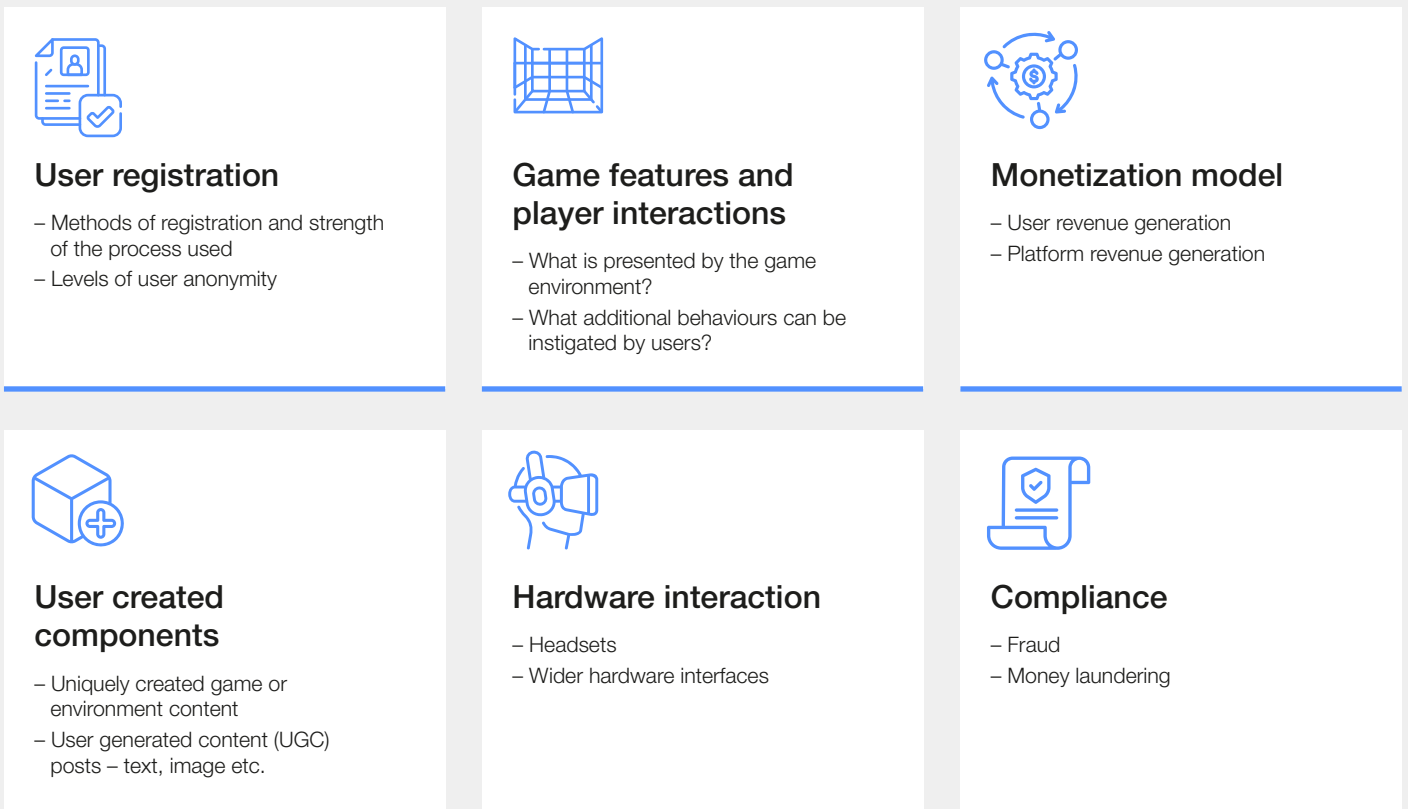 User registration
– Methods of registration and strength
of the process used
– Levels of user anonymity
Game features and
player interactions
– What is presented by the game
environment?
– What additional behaviours can be
instigated by users?
Monetization model
– User revenue generation
– Platform revenue generation
User created
components
– Uniquely created game or
environment content
– User generated content (UGC)
posts – text, image etc.
Hardware interaction
– Headsets
– Wider hardware interfaces
Compliance
– Fraud
– Money laundering